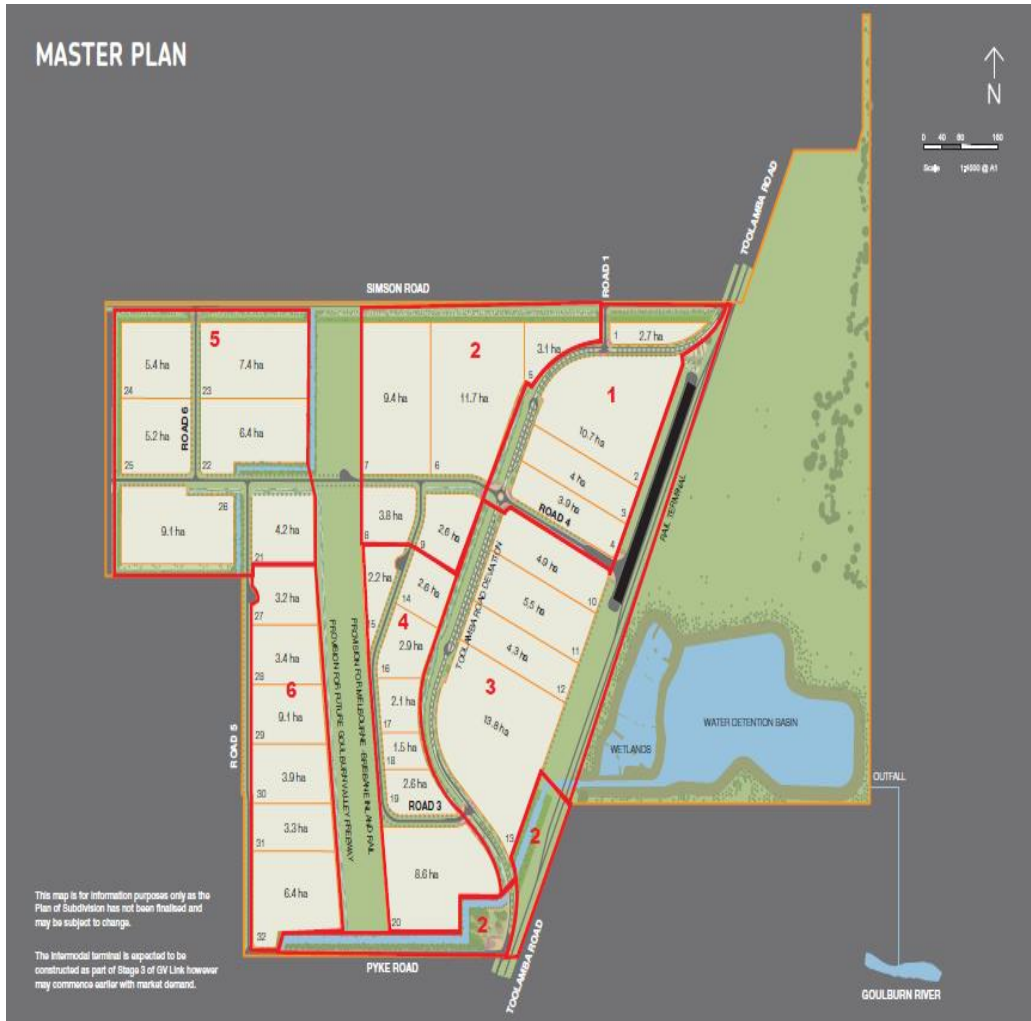 MASTER PLAN
N
0 40 80 160
Scale 1:4000 @ A1
TOOLAMBA ROAD
ROAD 1
SIMSON ROAD
5
2
1
2.7 ha
3.1 ha
5
1
5.4 ha
7.4 ha
9.4 ha
11.7 ha
24
23
10.7 ha
5.2 ha
6.4 ha
ROAD 6
4 ha
3.9 ha
25
22
7
6
2
3
4
ROAD 4
RAIL TERMINAL
9.1 ha
26
4.2 ha
21
3.8 ha
8
2.6 ha
9
4.9 ha
10
2.2 ha
2.6 ha
14
5.5 ha
11
3.2 ha
27
15
4
2.9 ha
16
TOOLAMBA ROAD DEVIATION
4.3 ha
12
3.4 ha
28
PROVISION FOR FUTURE GOULBURN VALLEY FREEWAY
PROVISION FOR MELBOURNE - BRISBANE INLAND RAIL
6
3
2.1 ha
17
13.8 ha
9.1 ha
29
1.5 ha
18
ROAD 5
3.9 ha
30
2.6 ha
19
ROAD 3
WETLANDS
WATER DETENTION BASIN
OUTFALL
3.3 ha
31
13
2
6.4 ha
32
8.6 ha
20
2
PYKE ROAD
TOOLAMBA ROAD
GOULBURN RIVER
This map is for information purposes only as the
Plan of Subdivision has not been finalised and
may be subject to change.
The intermodal terminal is expected to be
constructed as part of Stage 3 of GV Link however
may commence earlier with market demand.